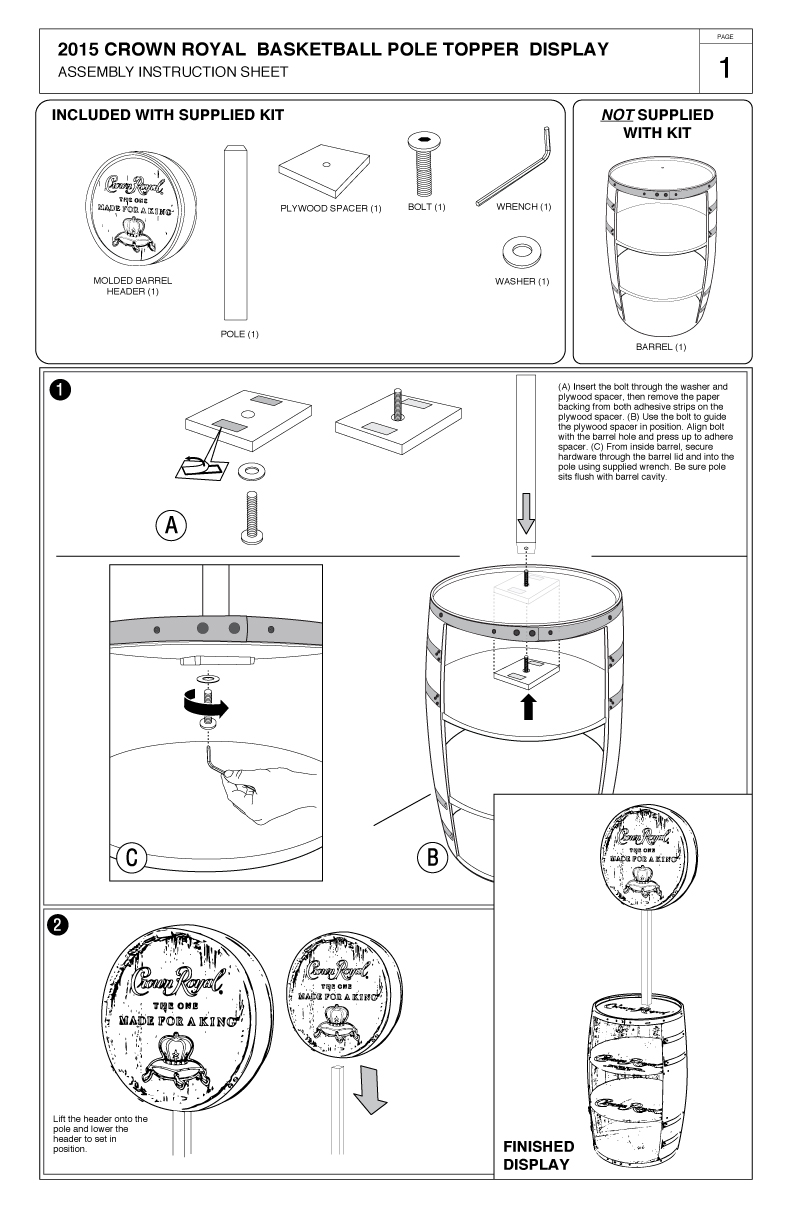 2015 CROWN ROYAL BASKETBALL POLE TOPPER DISPLAY
ASSEMBLY INSTRUCTION SHEET
PAGE
1
INCLUDED WITH SUPPLIED KIT
Crown Royal
THE ONE
MADE FOR A KING
MOLDED BARREL
HEADER (1)
POLE (1)
PLYWOOD SPACER (1)
BOLT (1)
WRENCH (1)
WASHER (1)
NOT SUPPLIED
WITH KIT
BARREL (1)
1
(A) Insert the bolt through the washer and
plywood spacer, then remove the paper
backing from both adhesive strips on the
plywood spacer. (B) Use the bolt to guide
the plywood spacer in position. Align bolt
with the barrel hole and press up to adhere
spacer. (C) From inside barrel, secure
hardware through the barrel lid and into the
pole using supplied wrench. Be sure pole
sits flush with barrel cavity.
A
C
B
2
Crown Royal
THE ONE
MADE FOR A KING
Crown Royal
THE ONE
MADE FOR A KING
Lift the header onto the
pole and lower the
header to set in
position.
Crown Royal
THE ONE
MADE FOR A KING
Crown Royal
Crown Royal
Crown Royal
FINISHED
DISPLAY